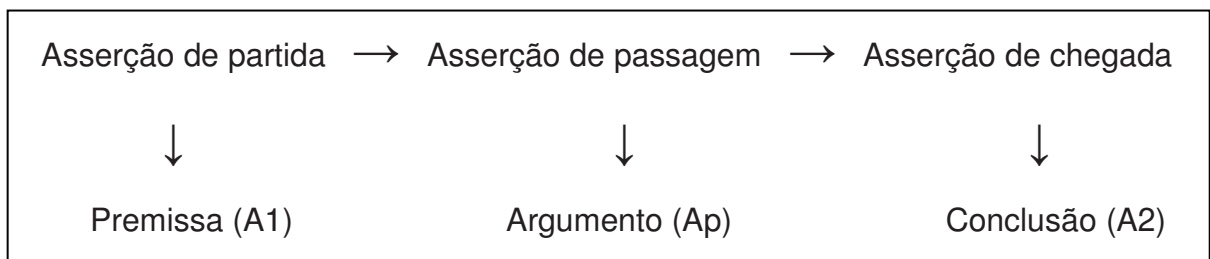 Asserção de partida → Asserção de passagem → Asserção de chegada
↓ ↓ ↓
Premissa (A1) Argumento (Ap) Conclusão (A2)